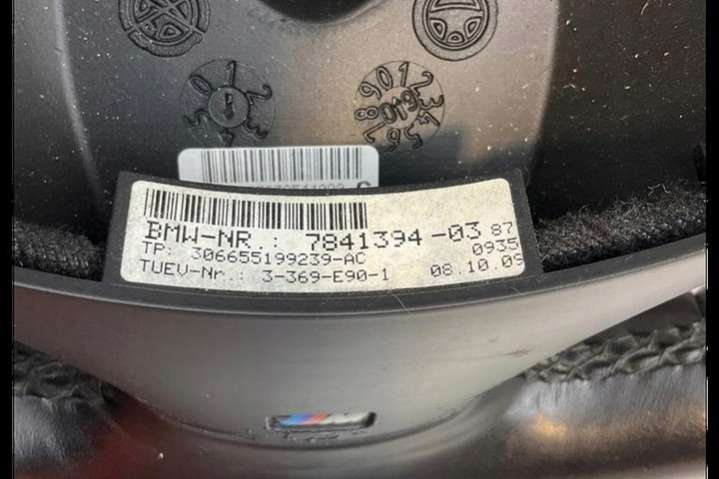 BMW-NR.: 7841394-03 87
TP: 306655199239-AC 0935
TUEV-Nr.: 3-369-E90-1 08.10.09